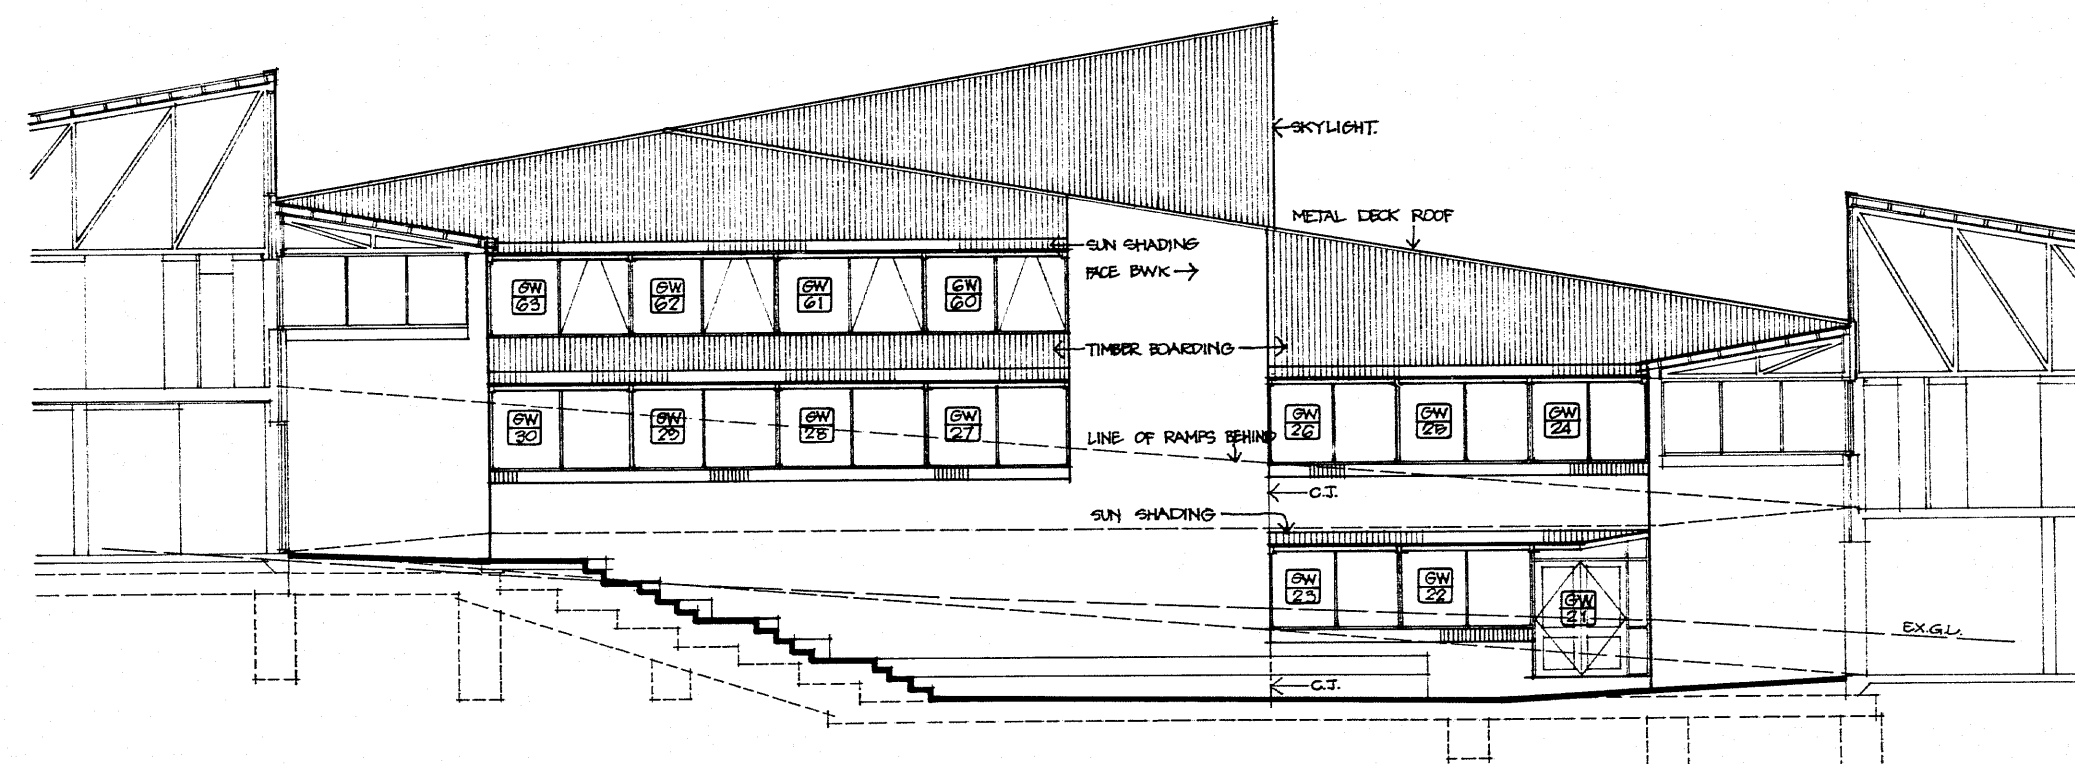 SKYLIGHT.
METAL DECK ROOF
SUN SHADING
FACE BWK
GW
63
GW
62
GW
61
GW
60
TIMBER BOARDING
GW
30
GW
29
GW
28
GW
27
LINE OF RAMPS BEHIND
GW
26
GW
25
GW
24
C.J.
SUN SHADING
GW
23
GW
22
GW
21
EX.G.L.
C.J.